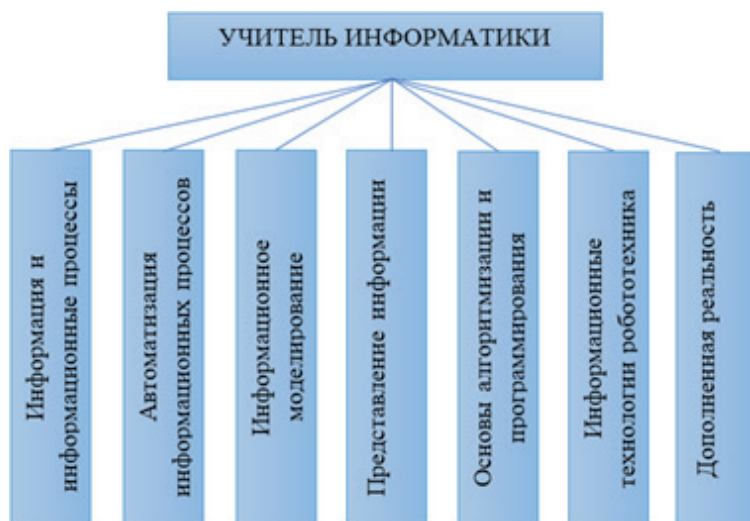 УЧИТЕЛЬ ИНФОРМАТИКИ
Информация и
информационные процессы
Автоматизация
информационных процессов
Информационное
моделирование
Представление информации
Основы алгоритмизации и
программирования
Информационные
технологии робототехника
Дополненная реальность